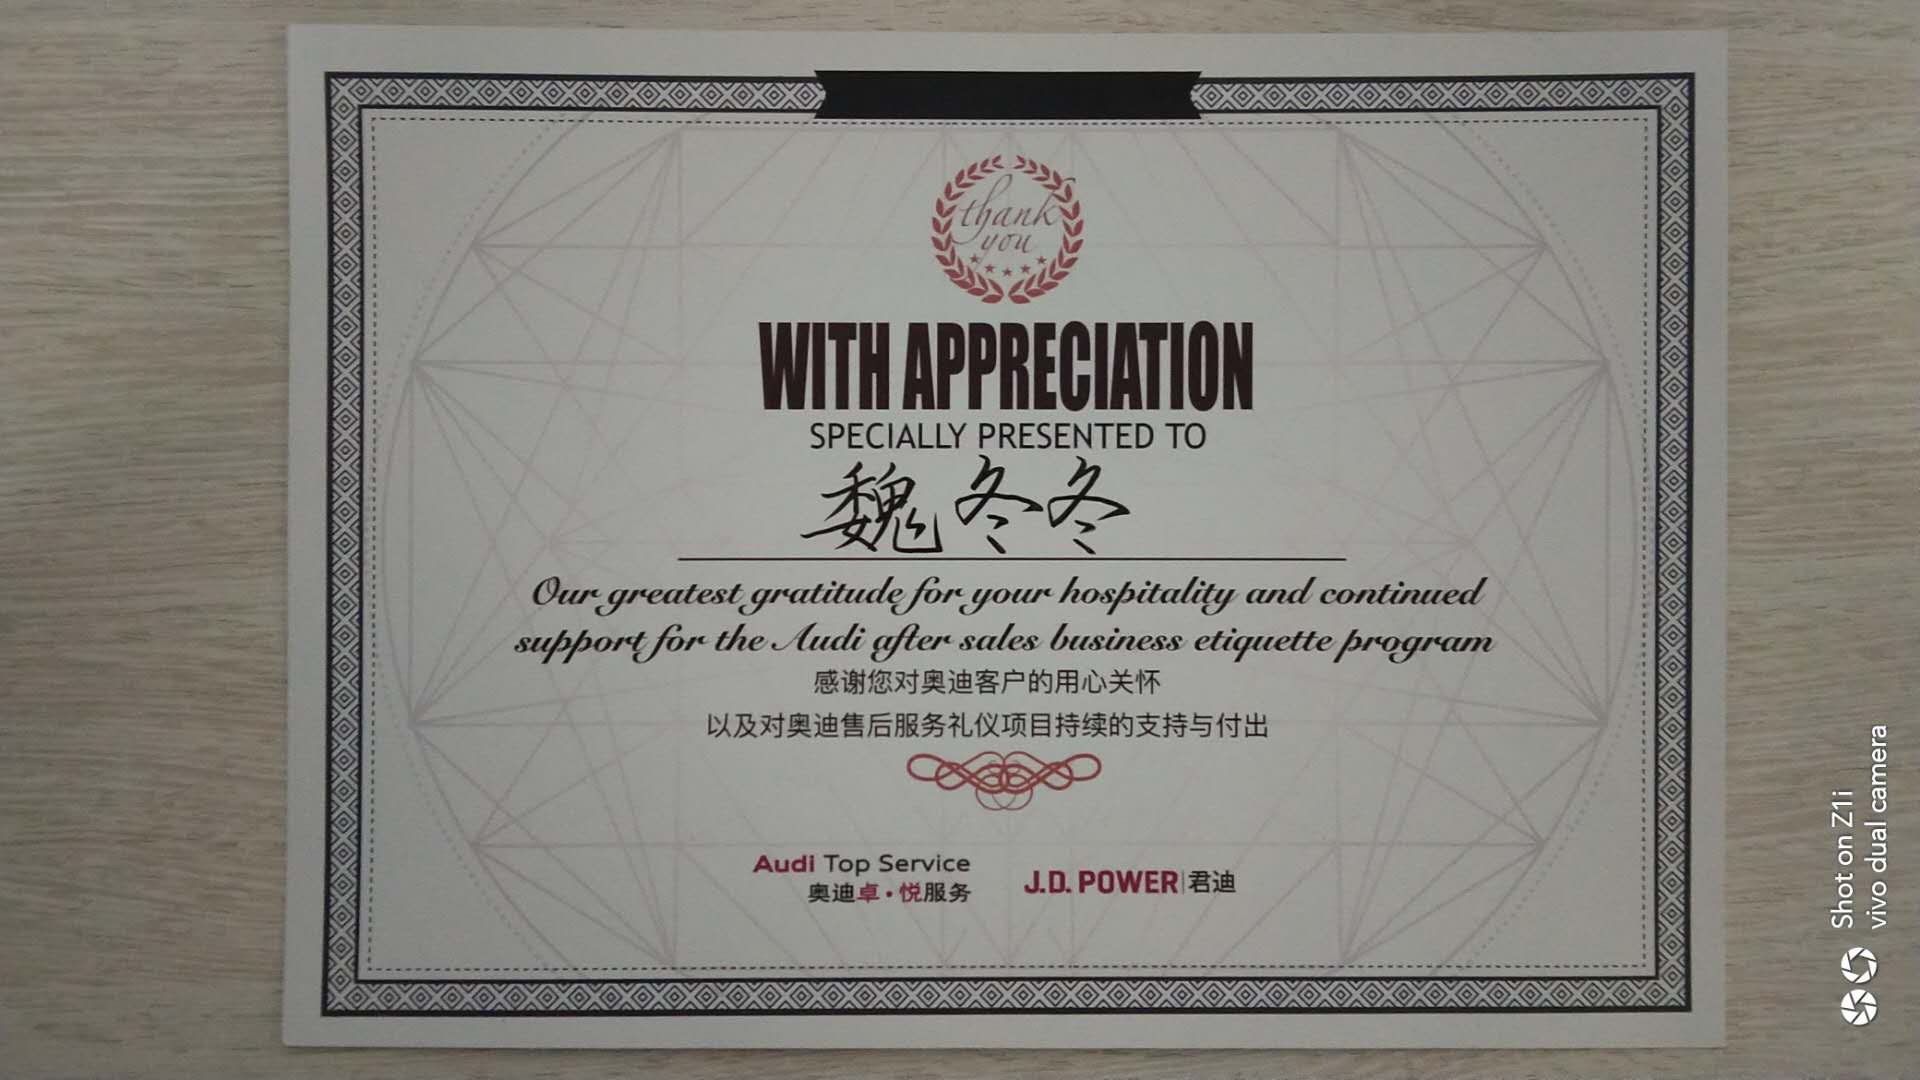 thank
you
WITH APPRECIATION
SPECIALLY PRESENTED TO
魏冬冬
Our greatest gratitude for your hospitality and continued
support for the Audi after sales business etiquette program
感谢您对奥迪客户的用心关怀
以及对奥迪售后服务礼仪项目持续的支持与付出
Audi Top Service
奥迪卓·悦服务
J.D. POWER|君迪
Shot on Z1i
vivo dual camera